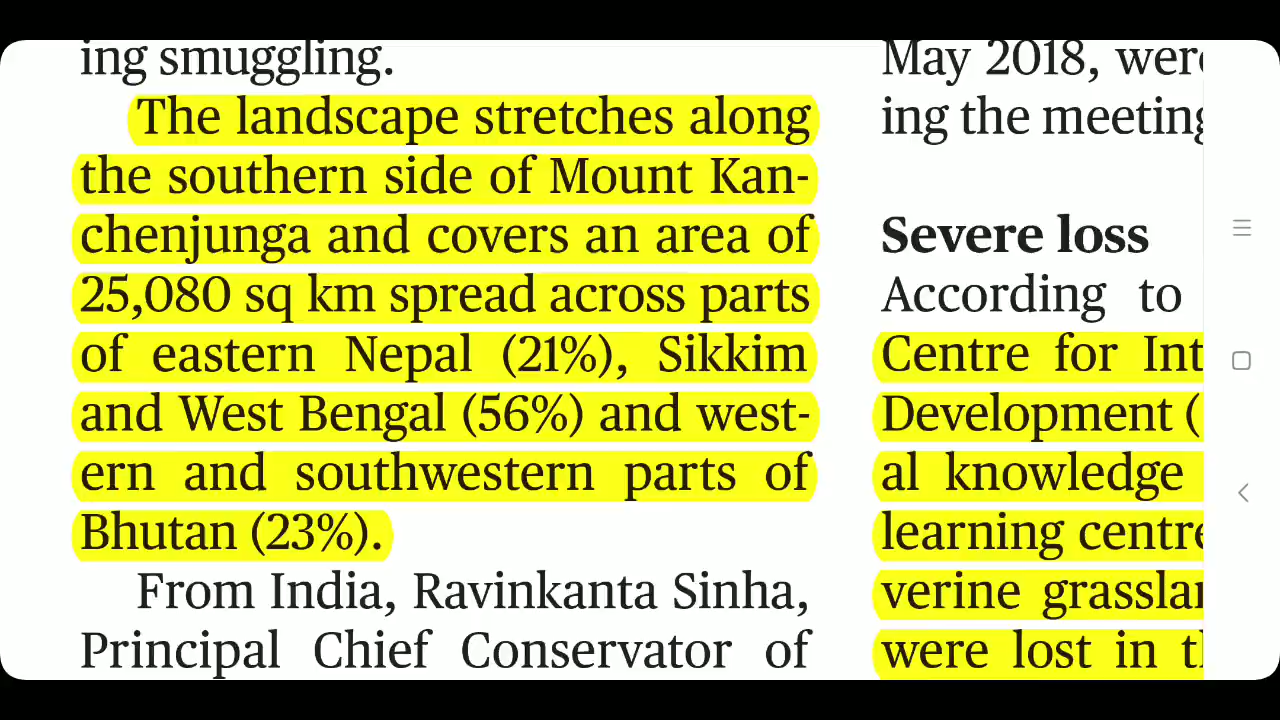 ing smuggling.
The landscape stretches along
the southern side of Mount Kan-
chenjunga and covers an area of
25,080 sq km spread across parts
of eastern Nepal (21%), Sikkim
and West Bengal (56%) and west-
ern and southwestern parts of
Bhutan (23%).
From India, Ravinkanta Sinha,
Principal Chief Conservator of
May 2018, were
ing the meeting
Severe loss
According to
Centre for Int
Development (
al knowledge
learning centre
verine grasslan
were lost in th